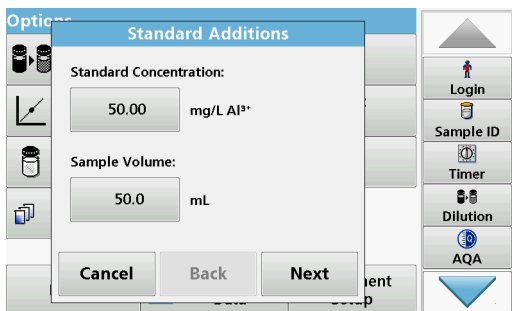 Options
Standard Additions
Standard Concentration:
50.00 mg/L Al³⁺
Sample Volume:
50.0 mL
Cancel Back Next
Login
Sample ID
Timer
Dilution
AQA